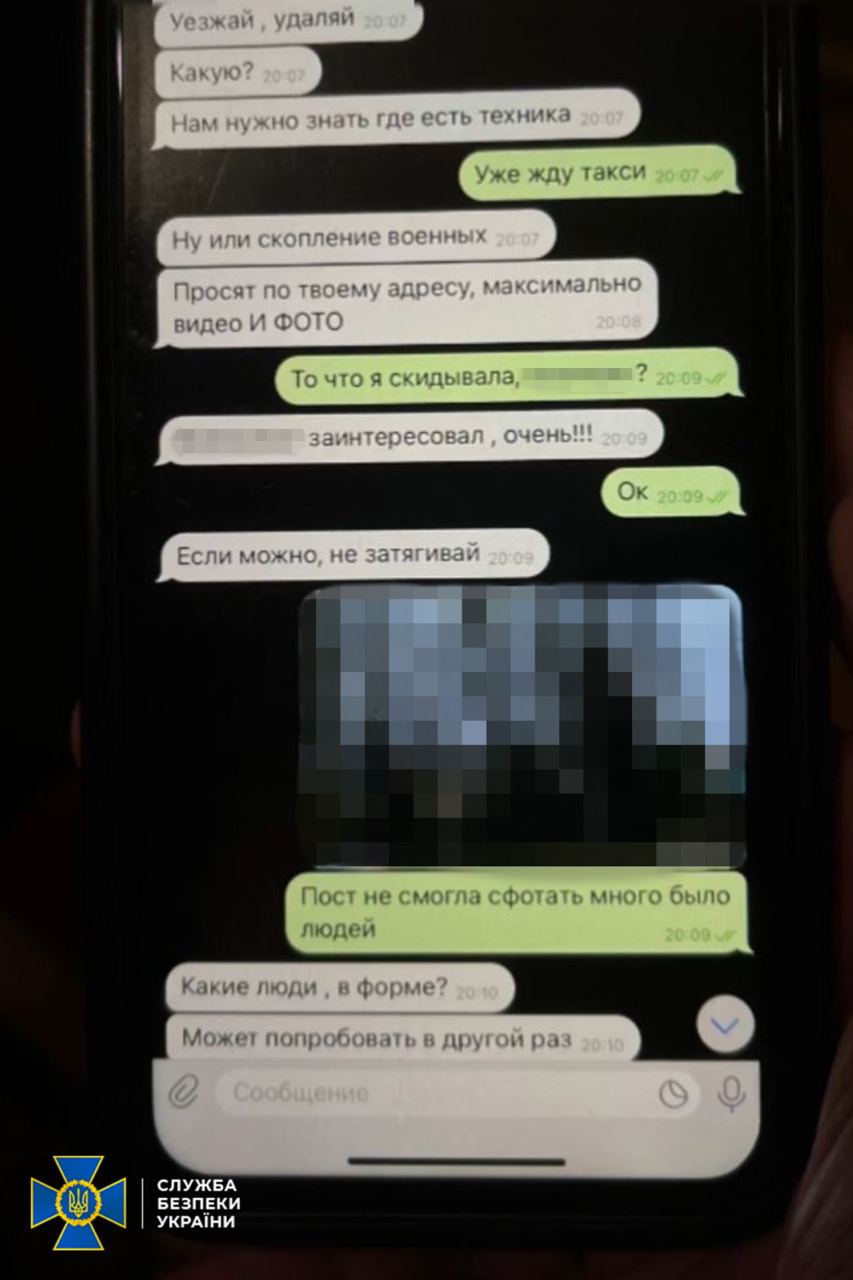 Уезжай , удаляй 20:07
Какую? 20:07
Нам нужно знать где есть техника 20:07
Уже жду такси 20:07
Ну или скопление военных 20:07
Просят по твоему адресу, максимально
видео И ФОТО 20:08
То что я скидывала, ? 20:09
заинтересовал , очень!!! 20:09
Ок 20:09
Если можно, не затягивай 20:09
Пост не смогла сфотать много было
людей 20:09
Какие люди , в форме? 20:10
Может попробовать в другой раз 20:10
Сообщение
СЛУЖБА
БЕЗПЕКИ
УКРАЇНИ